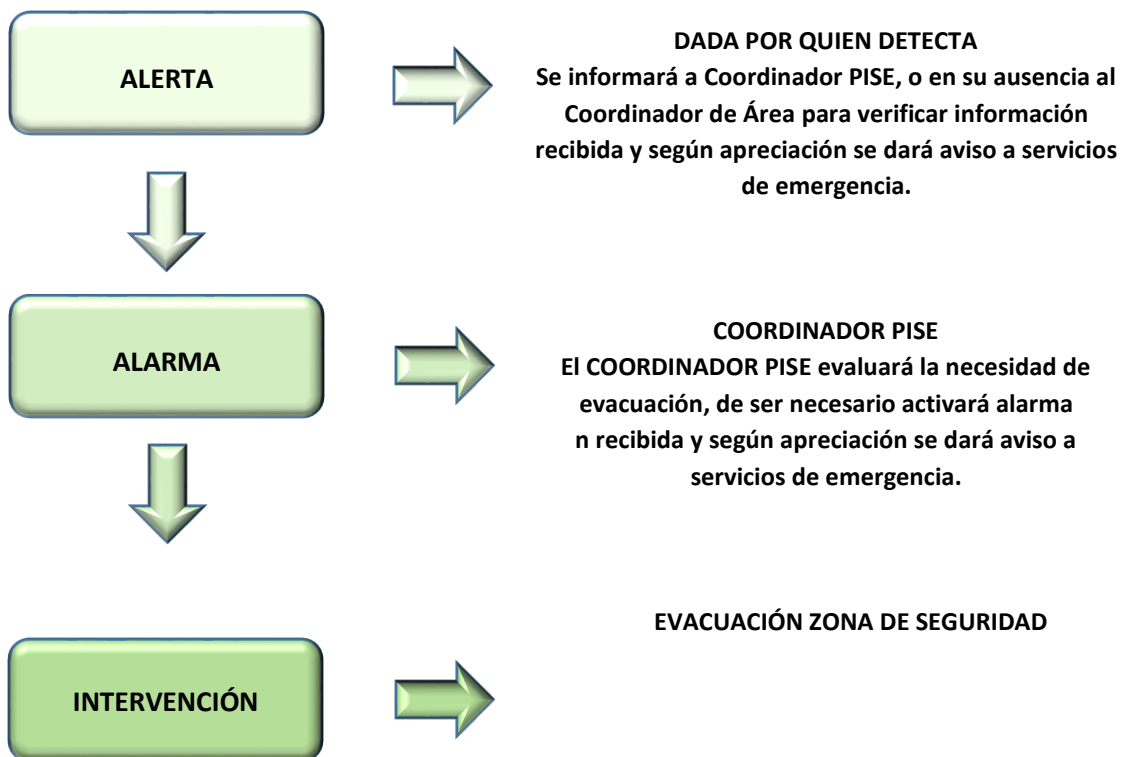 ALERTA
DADA POR QUIEN DETECTA
Se informará a Coordinador PISE, o en su ausencia al
Coordinador de Área para verificar información
recibida y según apreciación se dará aviso a servicios
de emergencia.
ALARMA
COORDINADOR PISE
El COORDINADOR PISE evaluará la necesidad de
evacuación, de ser necesario activará alarma
n recibida y según apreciación se dará aviso a
servicios de emergencia.
INTERVENCIÓN
EVACUACIÓN ZONA DE SEGURIDAD